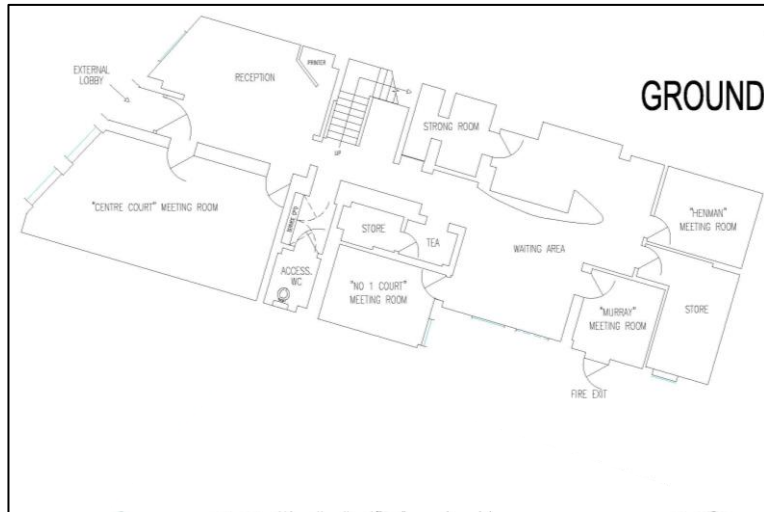 GROUND
PRINTER
EXTERNAL
LOBBY
RECEPTION
STRONG ROOM
UP
"CENTRE COURT" MEETING ROOM
STORE
TEA
WAITING AREA
"HENMAN"
MEETING ROOM
ACCESS.
WC
"NO 1 COURT"
MEETING ROOM
"MURRAY"
MEETING ROOM
STORE
FIRE EXIT